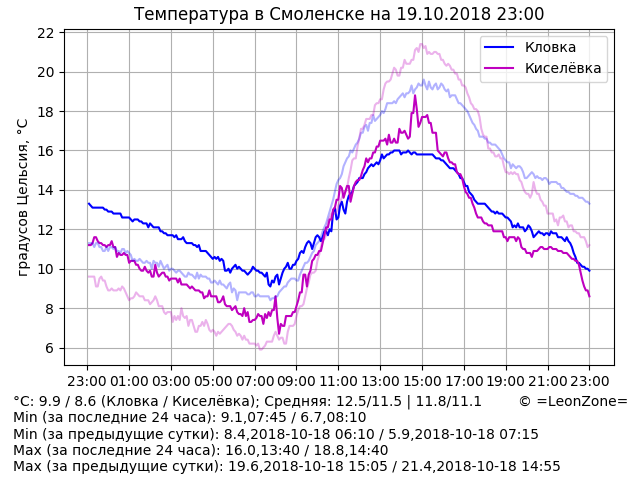 Температура в Смоленске на 19.10.2018 23:00
градусов Цельсия, °C
22
20
18
16
14
12
10
8
6
Кловка
Киселёвка
23:00 01:00 03:00 05:00 07:00 09:00 11:00 13:00 15:00 17:00 19:00 21:00 23:00
°C: 9.9 / 8.6 (Кловка / Киселёвка); Средняя: 12.5/11.5 | 11.8/11.1 © =LeonZone=
Min (за последние 24 часа): 9.1,07:45 / 6.7,08:10
Min (за предыдущие сутки): 8.4,2018-10-18 06:10 / 5.9,2018-10-18 07:15
Max (за последние 24 часа): 16.0,13:40 / 18.8,14:40
Max (за предыдущие сутки): 19.6,2018-10-18 15:05 / 21.4,2018-10-18 14:55